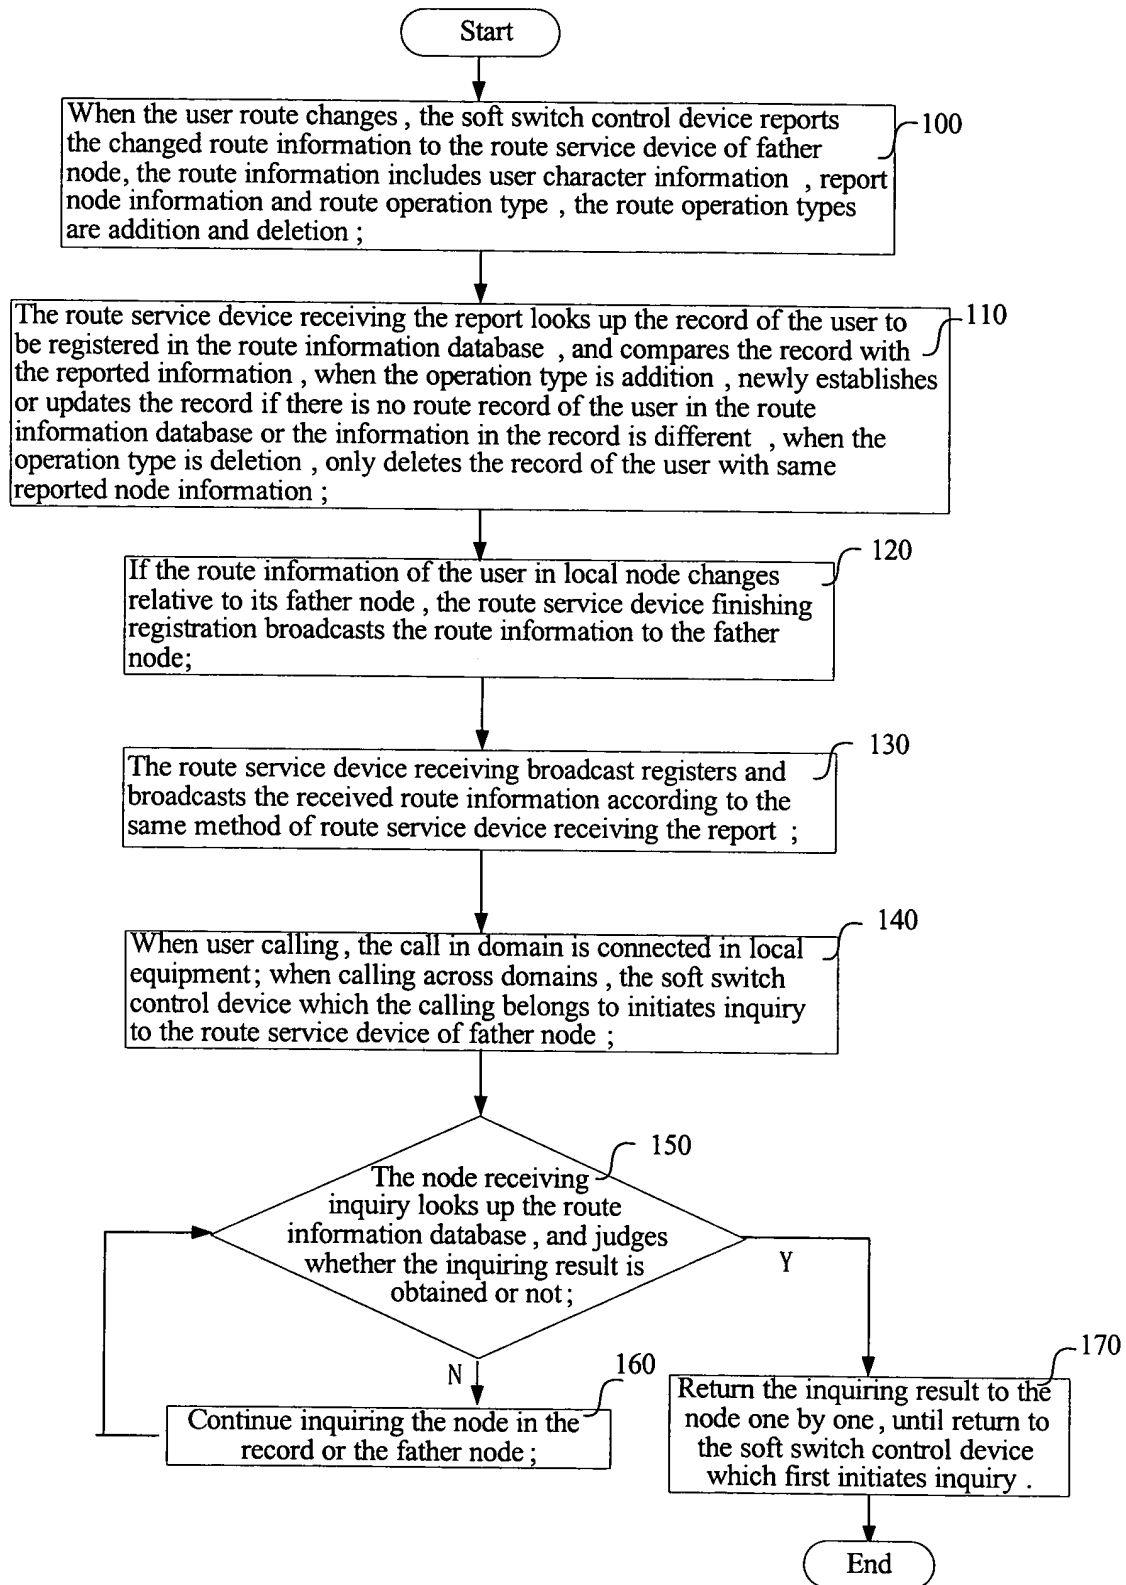 Start
When the user route changes , the soft switch control device reports
the changed route information to the route service device of father
node, the route information includes user character information , report
node information and route operation type , the route operation types
are addition and deletion ;
100
The route service device receiving the report looks up the record of the user to
be registered in the route information database , and compares the record with
the reported information , when the operation type is addition , newly establishes
or updates the record if there is no route record of the user in the route
information database or the information in the record is different , when the
operation type is deletion , only deletes the record of the user with same
reported node information ;
110
If the route information of the user in local node changes
relative to its father node , the route service device finishing
registration broadcasts the route information to the father
node;
120
The route service device receiving broadcast registers and
broadcasts the received route information according to the
same method of route service device receiving the report ;
130
When user calling , the call in domain is connected in local
equipment; when calling across domains , the soft switch
control device which the calling belongs to initiates inquiry
to the route service device of father node ;
140
The node receiving
inquiry looks up the route
information database , and judges
whether the inquiring result is
obtained or not ;
150
Y
N
Continue inquiring the node in the
record or the father node ;
160
Return the inquiring result to the
node one by one , until return to
the soft switch control device
which first initiates inquiry .
170
End